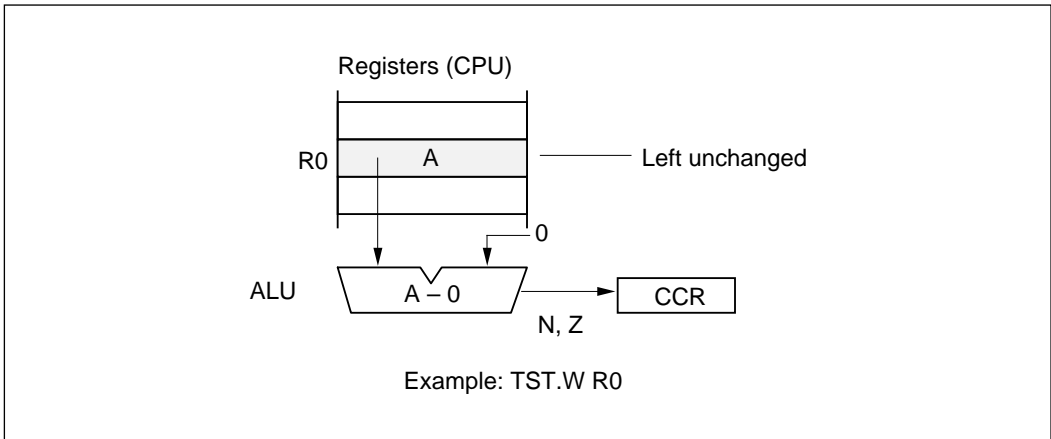 Registers (CPU)
R0 A Left unchanged
0
ALU A – 0 CCR
N, Z
Example: TST.W R0